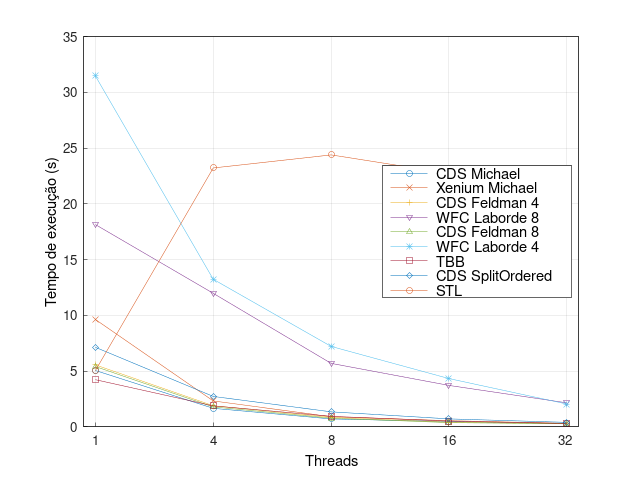 35
30
25
20
15
10
5
0
Tempo de execução (s)
CDS Michael
Xenium Michael
CDS Feldman 4
WFC Laborde 8
CDS Feldman 8
WFC Laborde 4
TBB
CDS SplitOrdered
STL
1 4 8 16 32
Threads